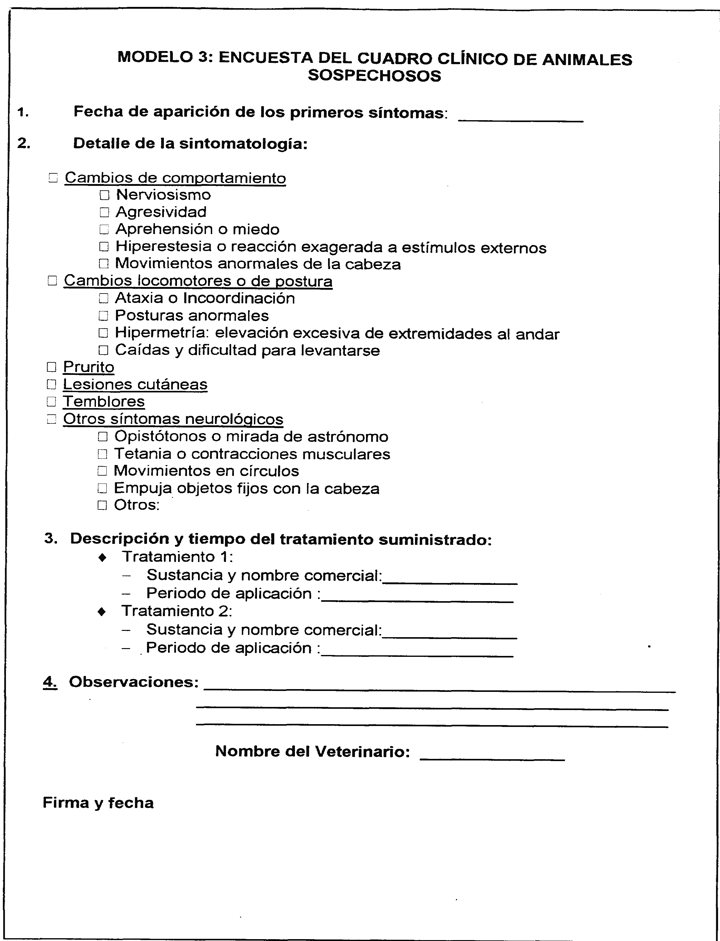 MODELO 3: ENCUESTA DEL CUADRO CLÍNICO DE ANIMALES
SOSPECHOSOS
1. Fecha de aparición de los primeros síntomas: ____________
2. Detalle de la sintomatología:
□ Cambios de comportamiento
□ Nerviosismo
□ Agresividad
□ Aprehensión o miedo
□ Hiperestesia o reacción exagerada a estímulos externos
□ Movimientos anormales de la cabeza
□ Cambios locomotores o de postura
□ Ataxia o Incoordinación
□ Posturas anormales
□ Hipermetría: elevación excesiva de extremidades al andar
□ Caídas y dificultad para levantarse
□ Prurito
□ Lesiones cutáneas
□ Temblores
□ Otros síntomas neurológicos
□ Opistótonos o mirada de astrónomo
□ Tetania o contracciones musculares
□ Movimientos en círculos
□ Empuja objetos fijos con la cabeza
□ Otros:
3. Descripción y tiempo del tratamiento suministrado:
♦ Tratamiento 1:
– Sustancia y nombre comercial:____________
– Periodo de aplicación :____________
♦ Tratamiento 2:
– Sustancia y nombre comercial:____________
– Periodo de aplicación :____________
4. Observaciones: ____________
Nombre del Veterinario: ____________
Firma y fecha